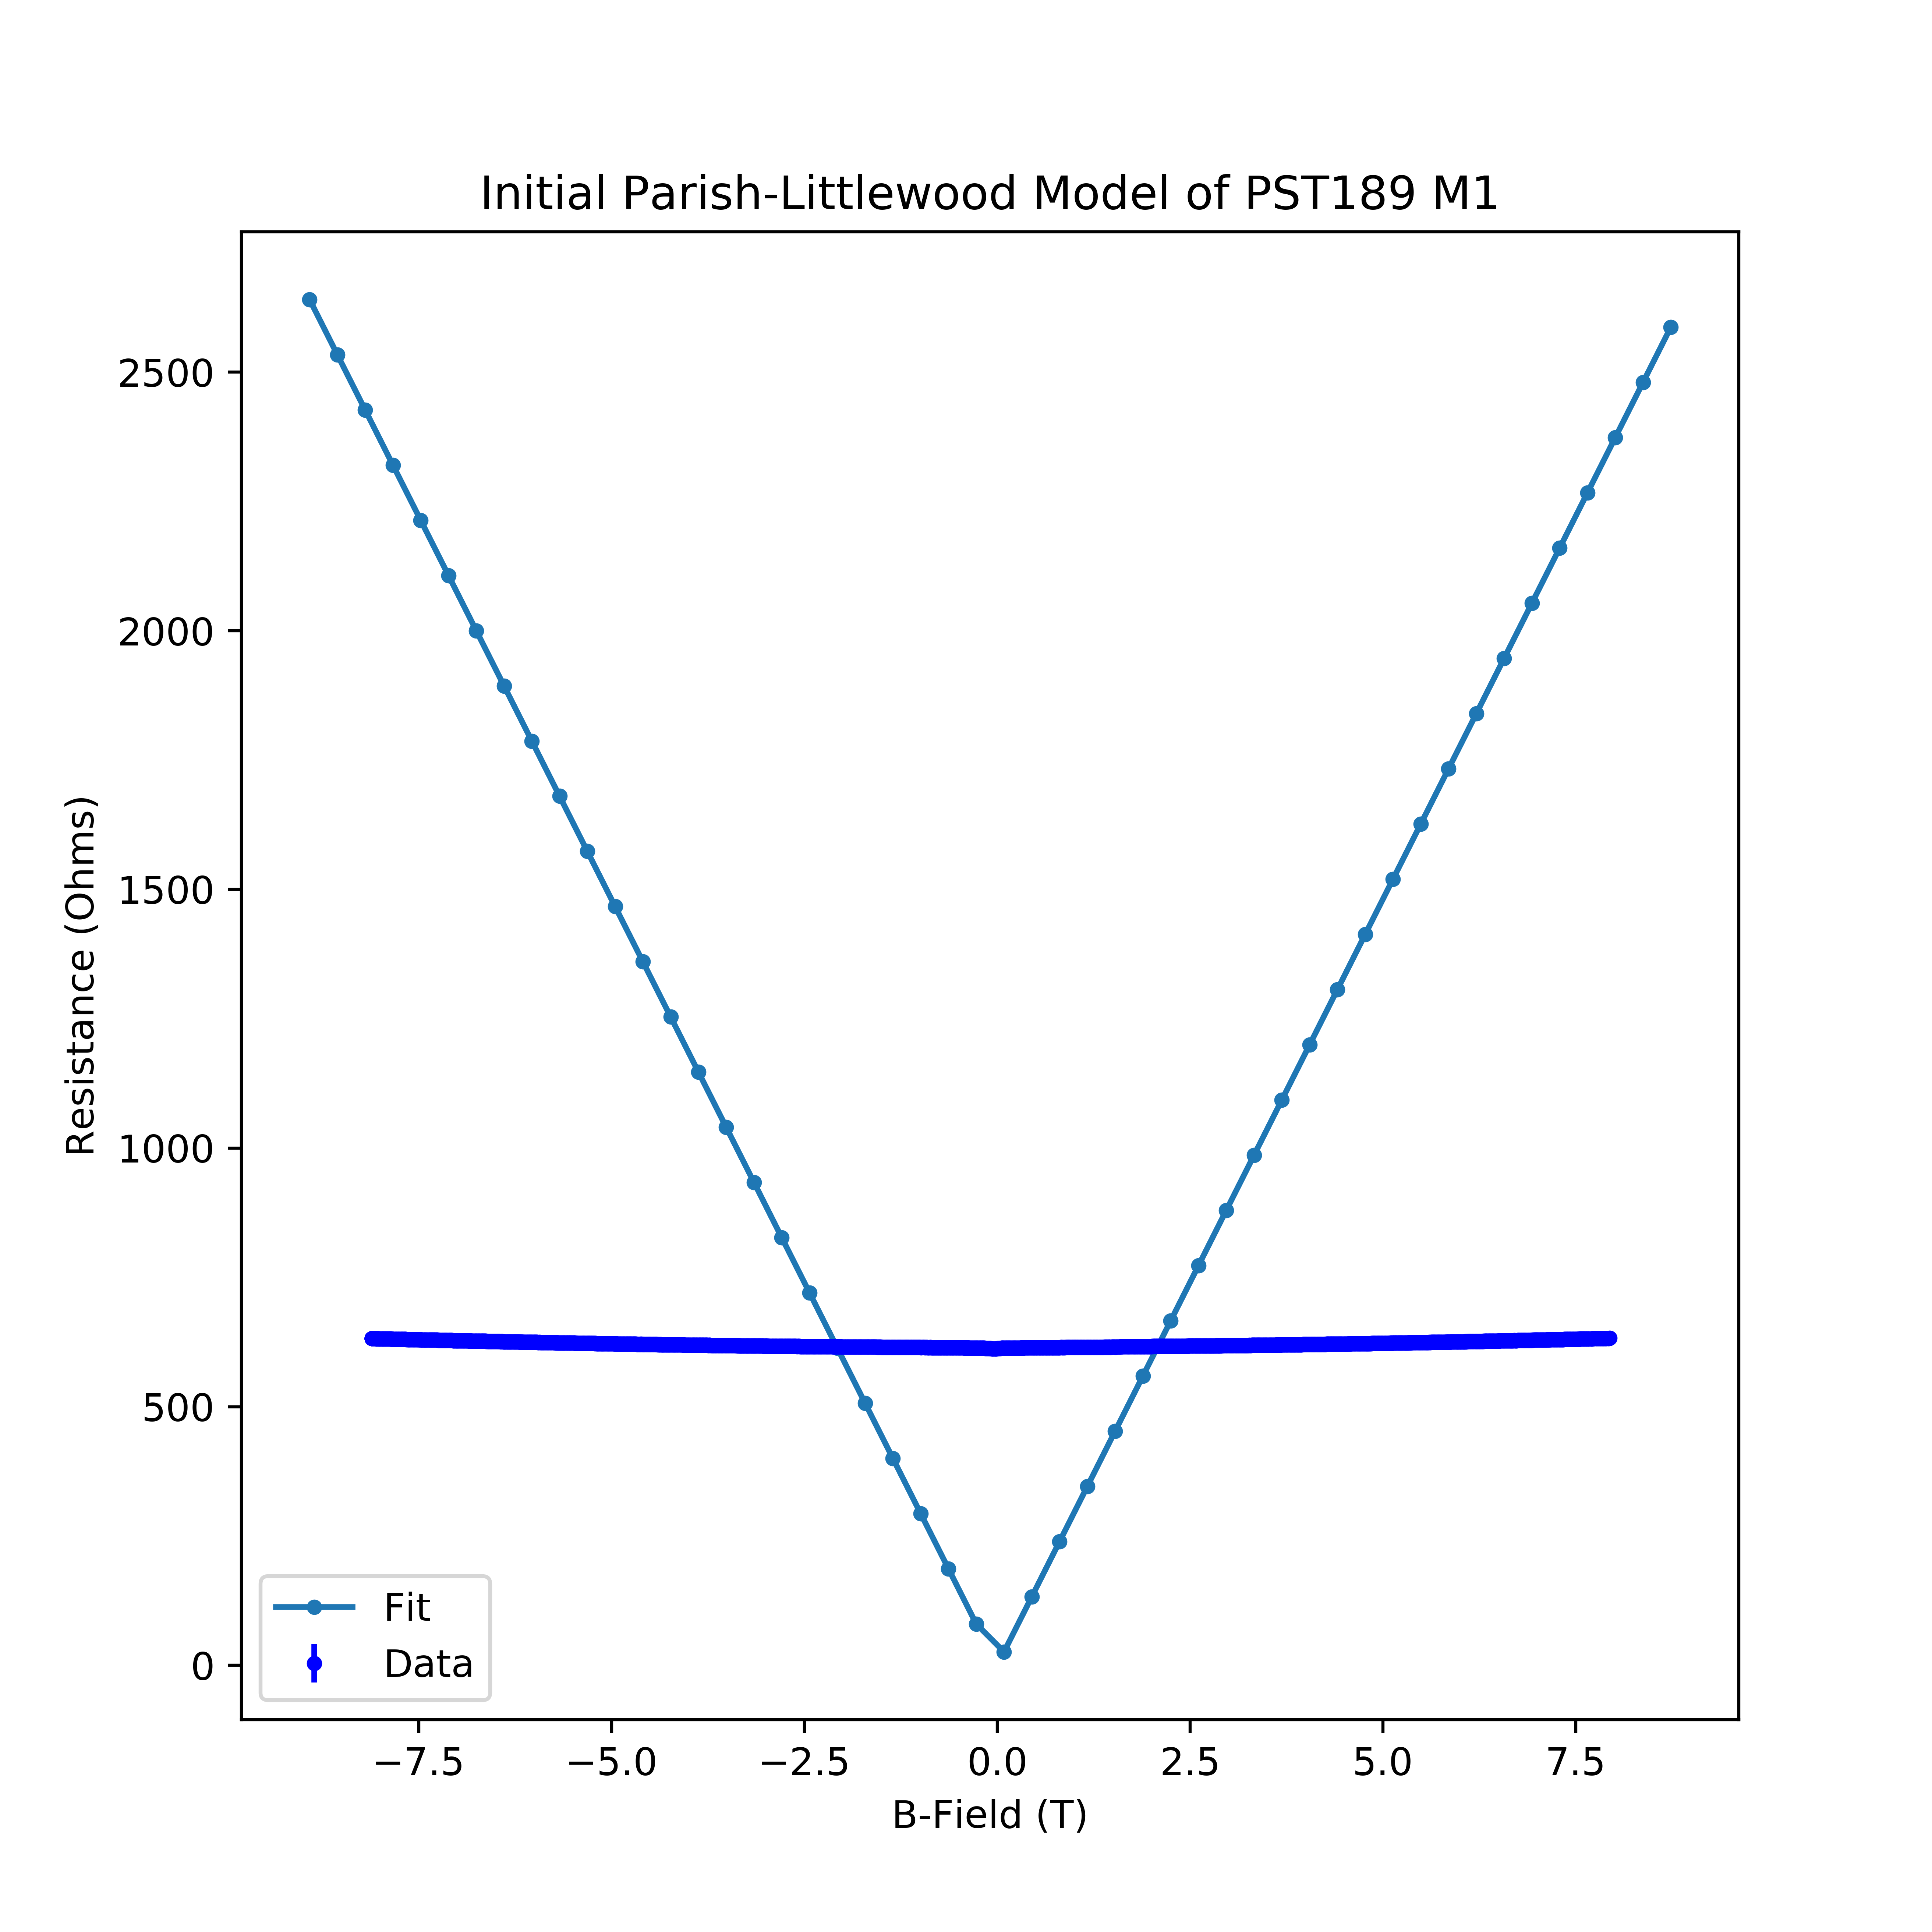 Initial Parish-Littlewood Model of PST189 M1
Resistance (Ohms)
2500
2000
1500
1000
500
0
Fit
Data
−7.5
−5.0
−2.5
0.0
2.5
5.0
7.5
B-Field (T)